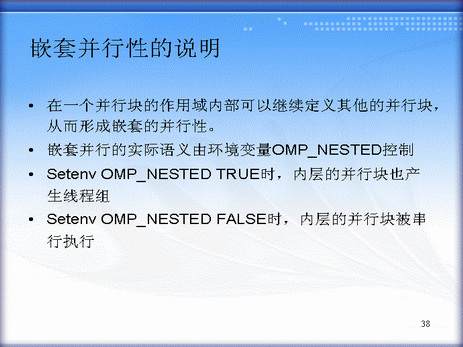 嵌套并行性的说明
• 在一个并行块的作用域内部可以继续定义其他的并行块，
从而形成嵌套的并行性。
• 嵌套并行的实际语义由环境变量OMP_NESTED控制
• Setenv OMP_NESTED TRUE时，内层的并行块也产
生线程组
• Setenv OMP_NESTED FALSE时，内层的并行块被串
行执行
38